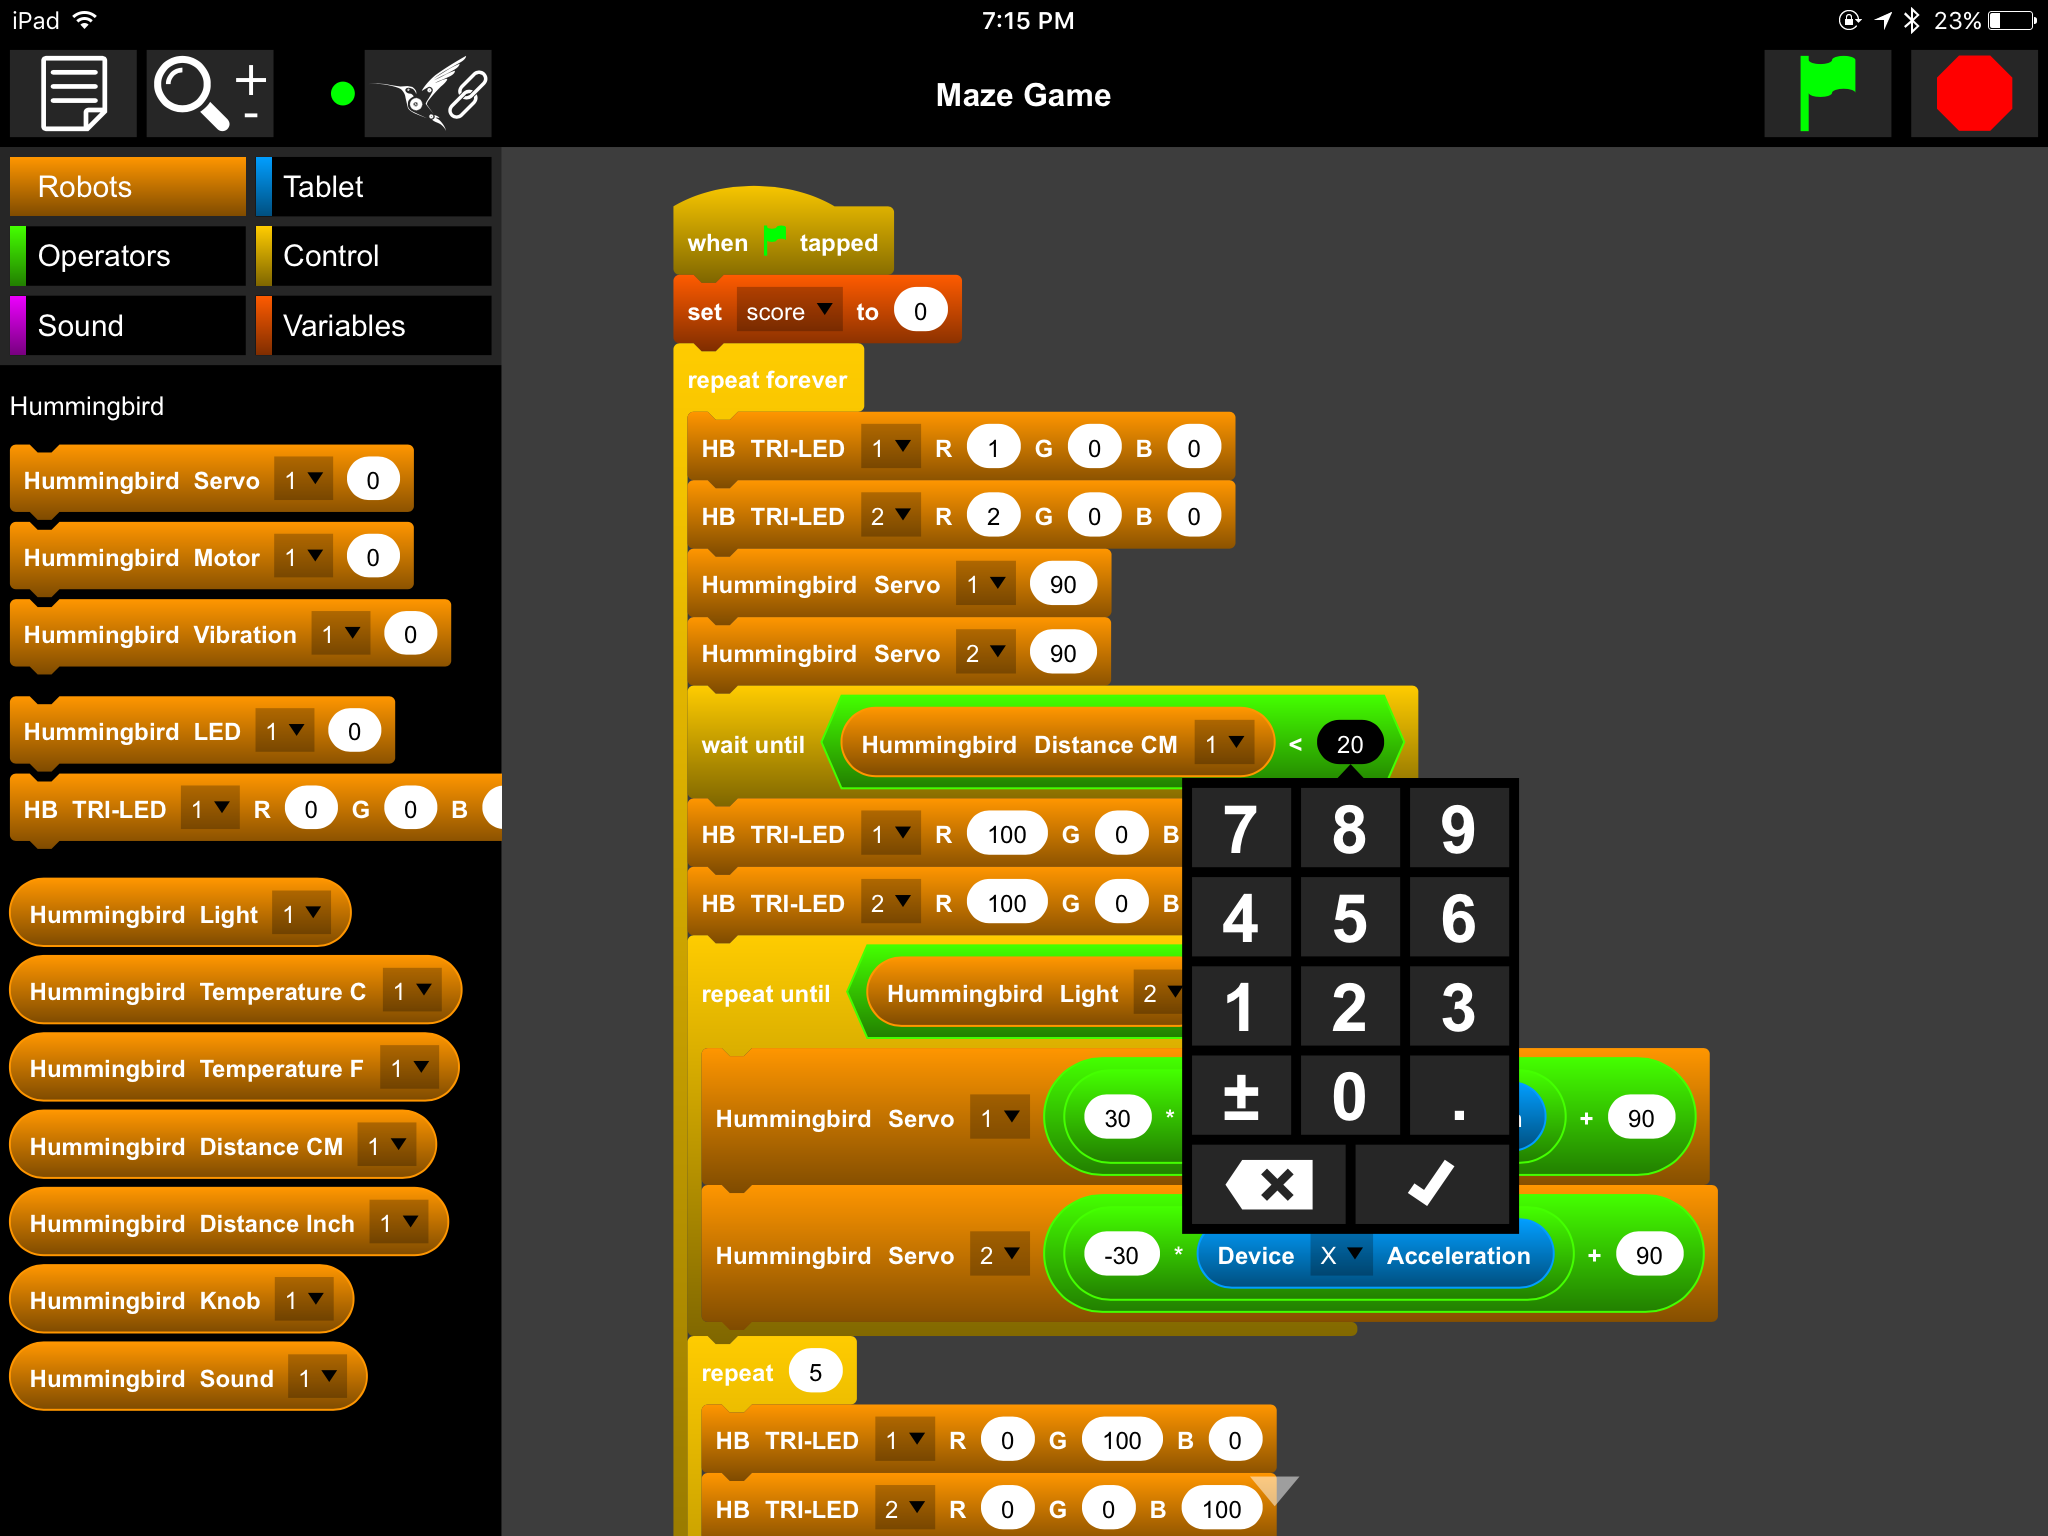 iPad 7:15 PM 23%
+
-
Maze Game
Robots Tablet
Operators Control
Sound Variables
Hummingbird
Hummingbird Servo 1 0
Hummingbird Motor 1 0
Hummingbird Vibration 1 0
Hummingbird LED 1 0
HB TRI-LED 1 R 0 G 0 B
Hummingbird Light 1
Hummingbird Temperature C 1
Hummingbird Temperature F 1
Hummingbird Distance CM 1
Hummingbird Distance Inch 1
Hummingbird Knob 1
Hummingbird Sound 1
when tapped
set score to 0
repeat forever
HB TRI-LED 1 R 1 G 0 B 0
HB TRI-LED 2 R 2 G 0 B 0
Hummingbird Servo 1 90
Hummingbird Servo 2 90
wait until Hummingbird Distance CM 1 < 20
HB TRI-LED 1 R 100 G 0 B
HB TRI-LED 2 R 100 G 0 B
repeat until Hummingbird Light 2
Hummingbird Servo 1 30 * + 90
Hummingbird Servo 2 -30 * Device X Acceleration + 90
repeat 5
HB TRI-LED 1 R 0 G 100 B 0
HB TRI-LED 2 R 0 G 0 B 100
7 8 9
4 5 6
1 2 3
± 0 .